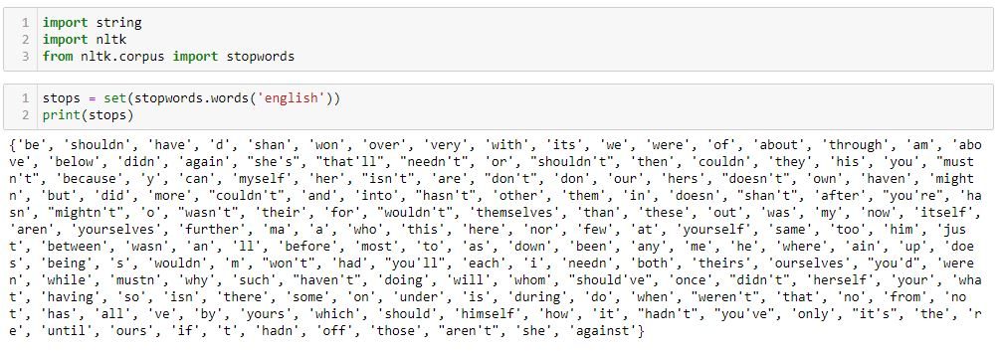 1 import string
2 import nltk
3 from nltk.corpus import stopwords
1 stops = set(stopwords.words('english'))
2 print(stops)
{'be', 'shouldn', 'have', 'd', 'shan', 'won', 'over', 'very', 'with', 'its', 'we', 'were', 'of', 'about', 'through', 'am', 'abo
ve', 'below', 'didn', 'again', "she's", "that'll", "needn't", 'or', "shouldn't", 'then', 'couldn', 'they', 'his', 'you', "must
n't", 'because', 'y', 'can', 'myself', 'her', "isn't", 'are', "don't", 'don', 'our', 'hers', "doesn't", 'own', 'haven', 'might
n', 'but', 'did', 'more', "couldn't", 'and', 'into', "hasn't", 'other', 'them', 'in', 'doesn', "shan't", 'after', "you're", 'ha
sn', "mightn't", 'o', "wasn't", 'their', 'for', "wouldn't", 'themselves', 'than', 'these', 'out', 'was', 'my', 'now', 'itself',
'aren', 'yourselves', 'further', 'ma', 'a', 'who', 'this', 'here', 'nor', 'few', 'at', 'yourself', 'same', 'too', 'him', 'jus
t', 'between', 'wasn', 'an', 'll', 'before', 'most', 'to', 'as', 'down', 'been', 'any', 'me', 'he', 'where', 'ain', 'up', 'doe
s', 'being', 's', 'wouldn', 'm', "won't", 'had', "you'll", 'each', 'i', 'needn', 'both', 'theirs', 'ourselves', "you'd", 'were
n', 'while', 'mustn', 'why', 'such', "haven't", 'doing', 'will', 'whom', "should've", 'once', "didn't", 'herself', 'your', 'wha
t', 'having', 'so', 'isn', 'there', 'some', 'on', 'under', 'is', 'during', 'do', 'when', "weren't", 'that', 'no', 'from', 'no
t', 'has', 'all', 've', 'by', 'yours', 'which', 'should', 'himself', 'how', 'it', "hadn't", "you've", 'only', "it's", 'the', 'r
e', 'until', 'ours', 'if', 't', 'hadn', 'off', 'those', "aren't", 'she', 'against'}